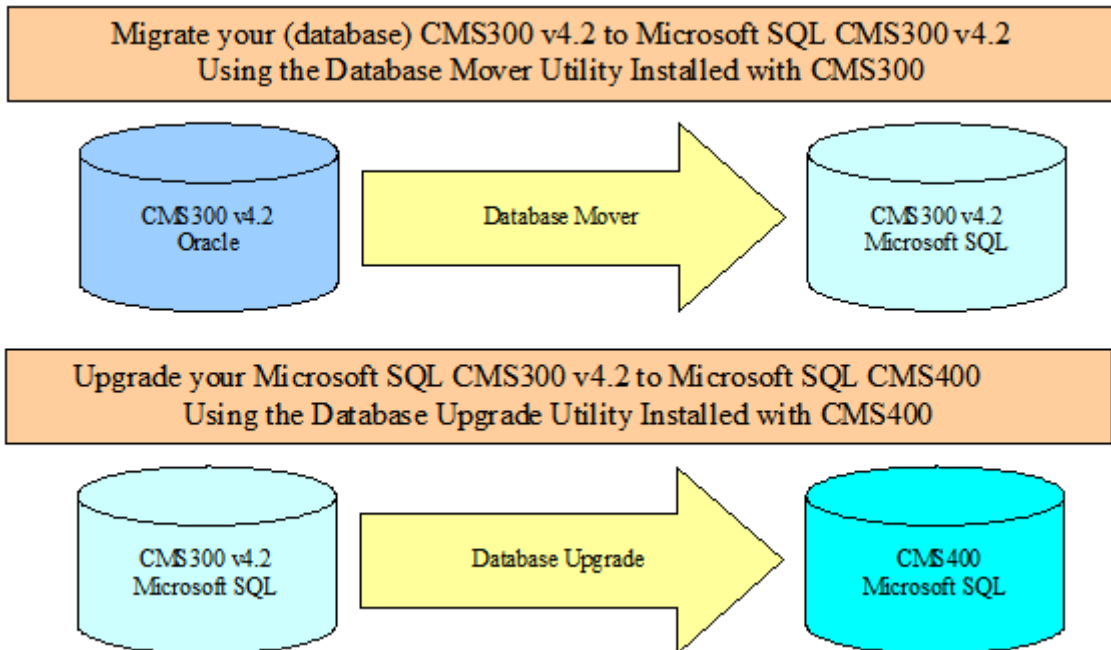 Migrate your (database) CMS300 v4.2 to Microsoft SQL CMS300 v4.2
Using the Database Mover Utility Installed with CMS300
CMS300 v4.2
Oracle
Database Mover
CMS300 v4.2
Microsoft SQL
Upgrade your Microsoft SQL CMS300 v4.2 to Microsoft SQL CMS400
Using the Database Upgrade Utility Installed with CMS400
CMS300 v4.2
Microsoft SQL
Database Upgrade
CMS400
Microsoft SQL